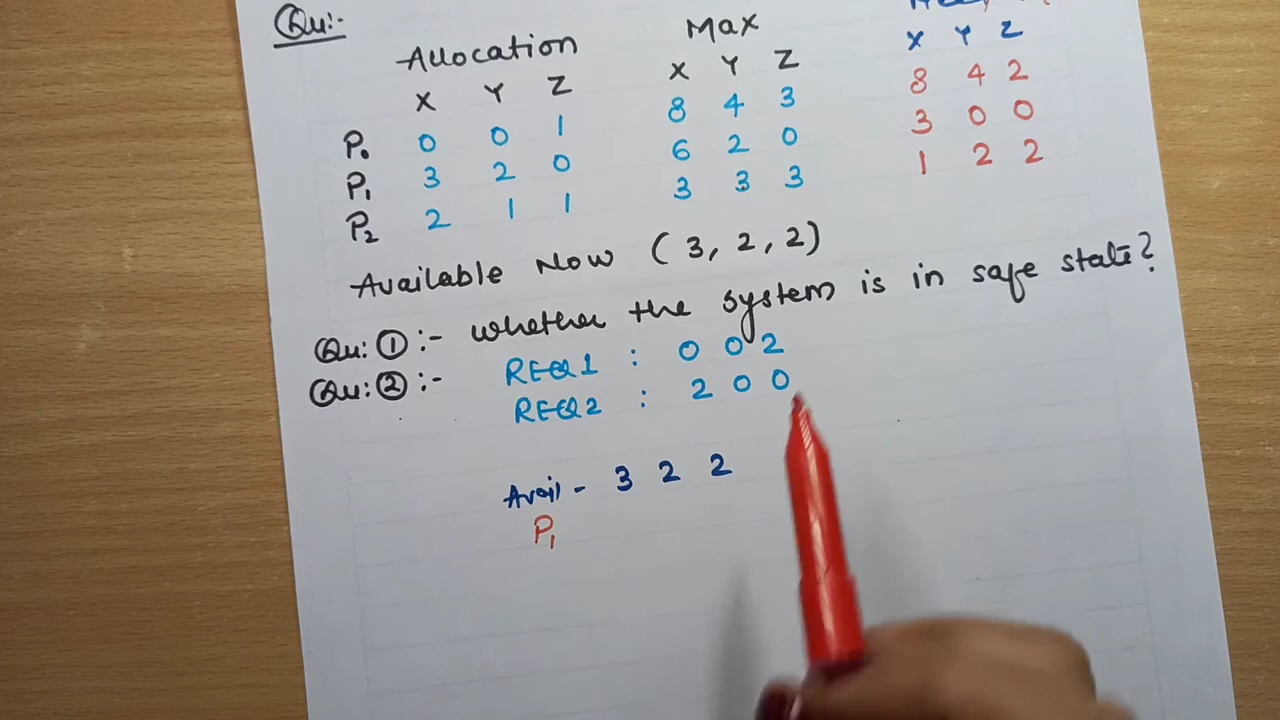 Qu:-
Allocation Max
X Y Z X Y Z X Y Z
P0 0 0 1 8 4 3 8 4 2
P1 3 2 0 6 2 0 3 0 0
P2 2 1 1 3 3 3 1 2 2
Available Now (3, 2, 2)
Qu: ① :- whether the system is in safe state?
Qu: ② :- REQ1 : 0 0 2
REQ2 : 2 0 0
Avail - 3 2 2
P1